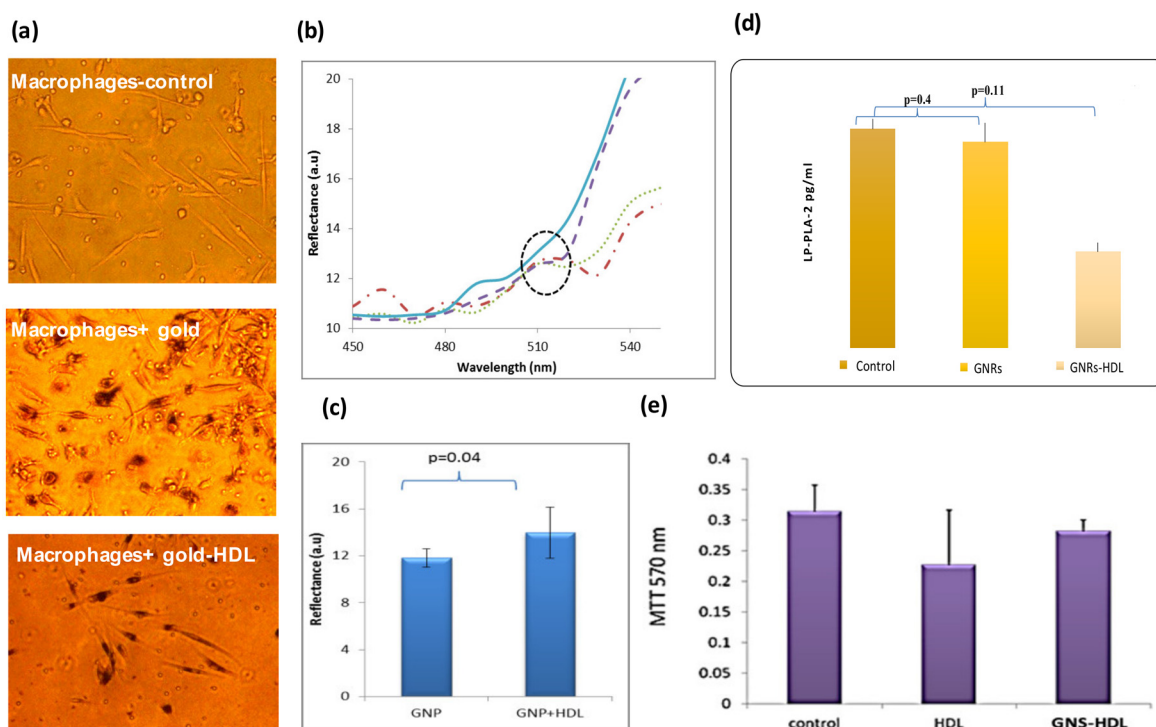 (a)
Macrophages-control
Macrophages+ gold
Macrophages+ gold-HDL
(b)
20
18
16
14
12
10
Reflectance (a.u)
450
480
510
540
Wavelength (nm)
(c)
p=0.04
20
16
12
8
4
0
Reflectance (a.u)
GNP
GNP+HDL
(d)
p=0.11
p=0.4
LP-PLA-2 pg/ml
Control
GNRs
GNRs-HDL
(e)
0.4
0.35
0.3
0.25
0.2
0.15
0.1
0.05
0
MTT 570 nm
control
HDL
GNS-HDL